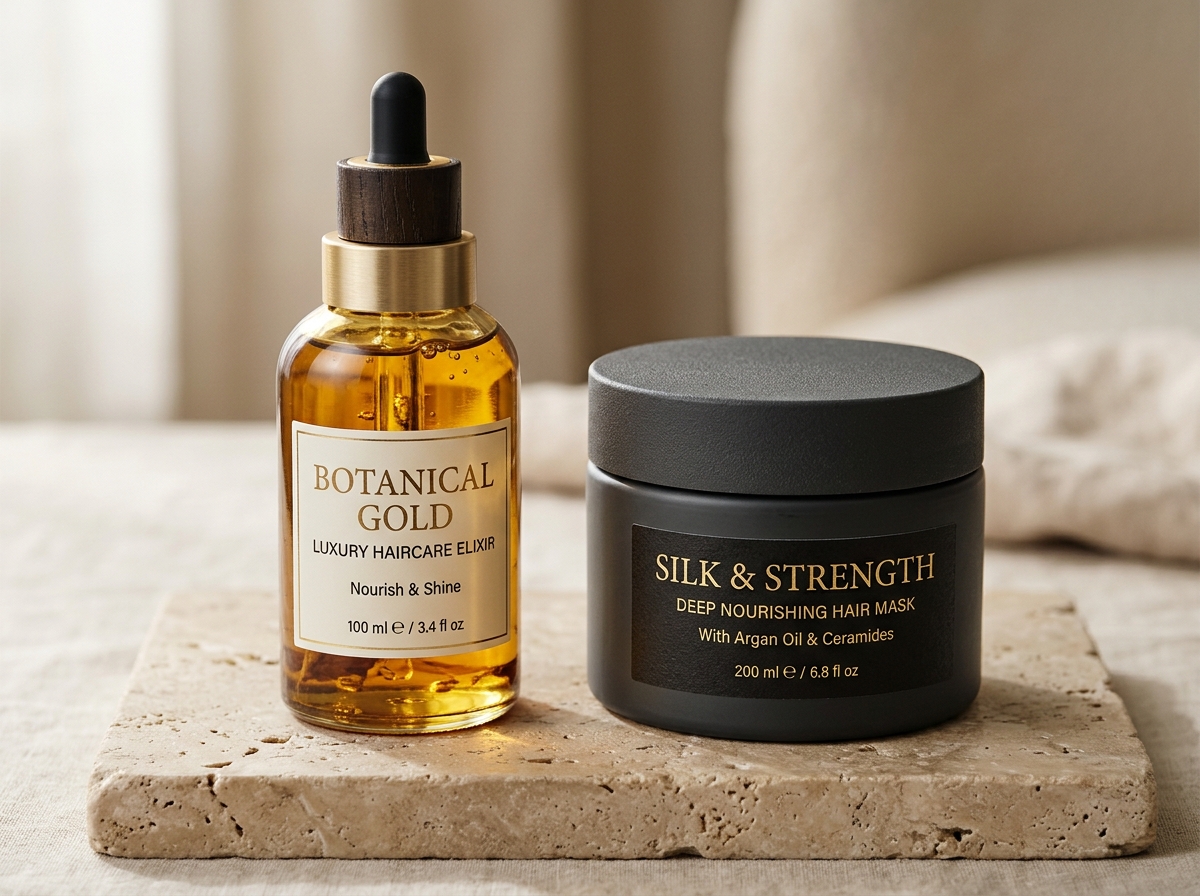 BOTANICAL
GOLD
LUXURY HAIRCARE ELIXIR
Nourish & Shine
100 ml ℮ / 3.4 fl oz
SILK & STRENGTH
DEEP NOURISHING HAIR MASK
With Argan Oil & Ceramides
200 ml ℮ / 6.8 fl oz